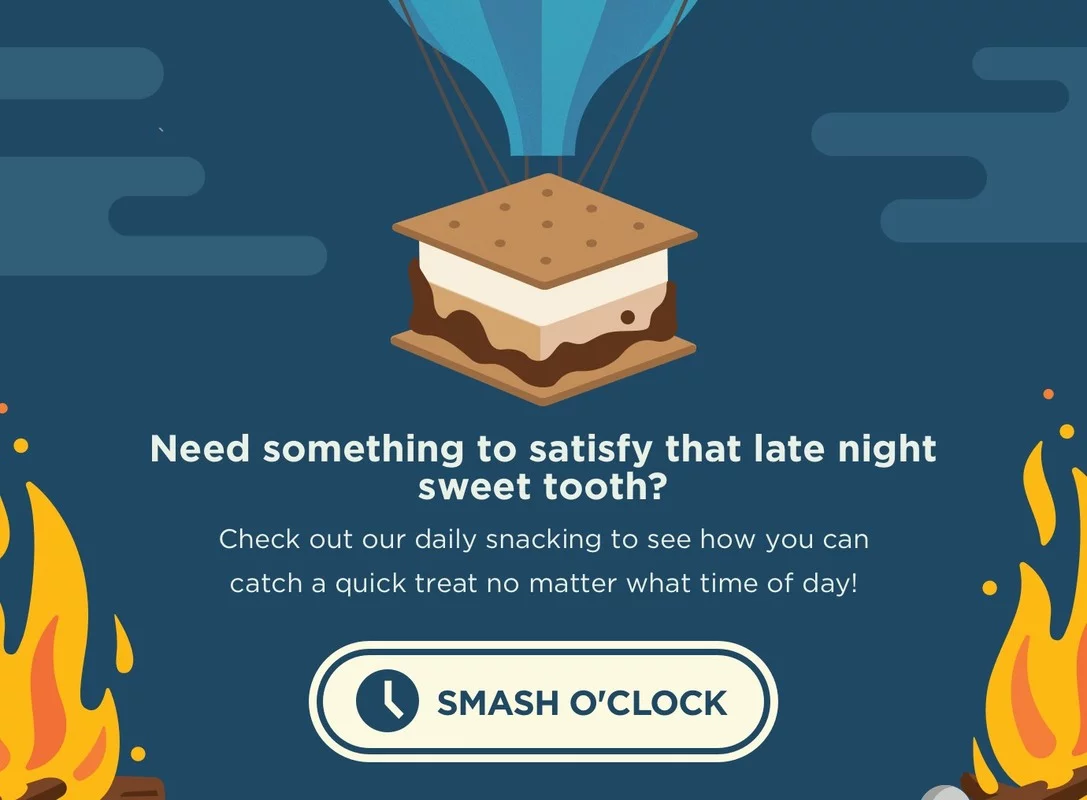 Need something to satisfy that late night
sweet tooth?
Check out our daily snacking to see how you can
catch a quick treat no matter what time of day!
SMASH O'CLOCK